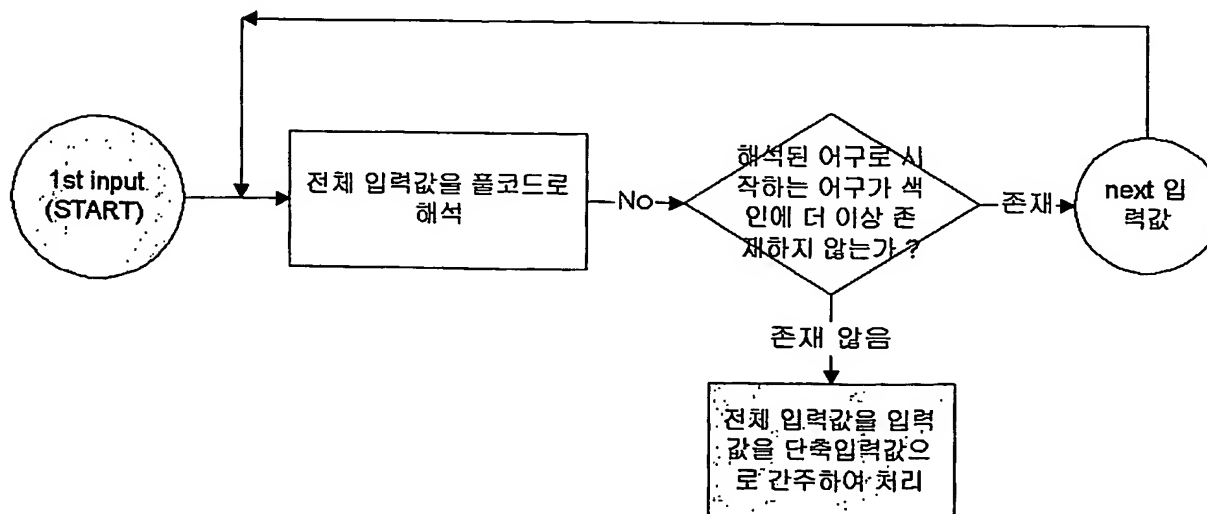 1st input.
(START)
전체 입력값을 풀코드로
해석
No
해석된 어구로 시
작하는 어구가 색
인에 더 이상 존
재하지 않는가 ?
존재
next 입
력값
존재 않음
전체 입력값을 입력
값을 단축입력값으
로 간주하여 처리